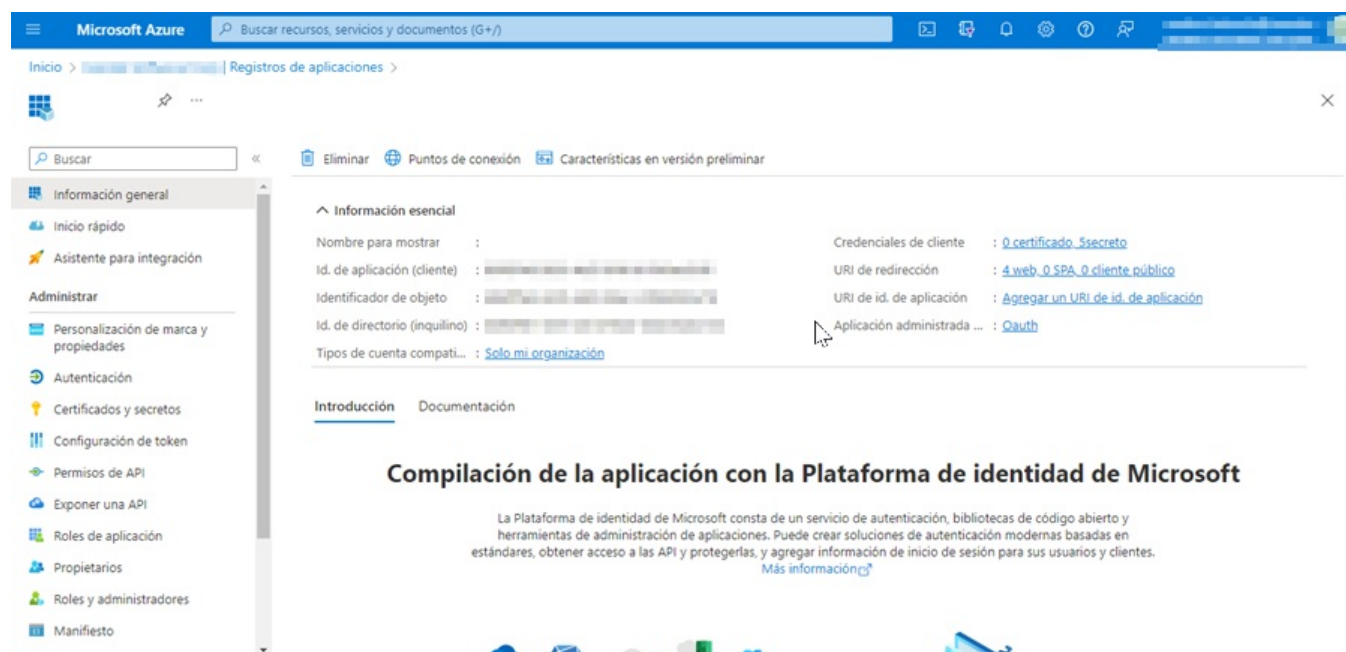 Microsoft Azure
Buscar recursos, servicios y documentos (G+/)
Inicio > | Registros de aplicaciones >
Buscar
Eliminar Puntos de conexión Características en versión preliminar
Información general
Inicio rápido
Asistente para integración
Administrar
Personalización de marca y
propiedades
Autenticación
Certificados y secretos
Configuración de token
Permisos de API
Exponer una API
Roles de aplicación
Propietarios
Roles y administradores
Manifiesto
Información esencial
Nombre para mostrar :
Id. de aplicación (cliente) :
Identificador de objeto :
Id. de directorio (inquilino) :
Tipos de cuenta compati... : Solo mi organización
Credenciales de cliente : 0 certificado, 5secreto
URI de redirección : 4 web, 0 SPA, 0 cliente público
URI de id. de aplicación : Agregar un URI de id. de aplicación
Aplicación administrada ... : Oauth
Introducción Documentación
Compilación de la aplicación con la Plataforma de identidad de Microsoft
La Plataforma de identidad de Microsoft consta de un servicio de autenticación, bibliotecas de código abierto y
herramientas de administración de aplicaciones. Puede crear soluciones de autenticación modernas basadas en
estándares, obtener acceso a las API y protegerlas, y agregar información de inicio de sesión para sus usuarios y clientes.
Más información